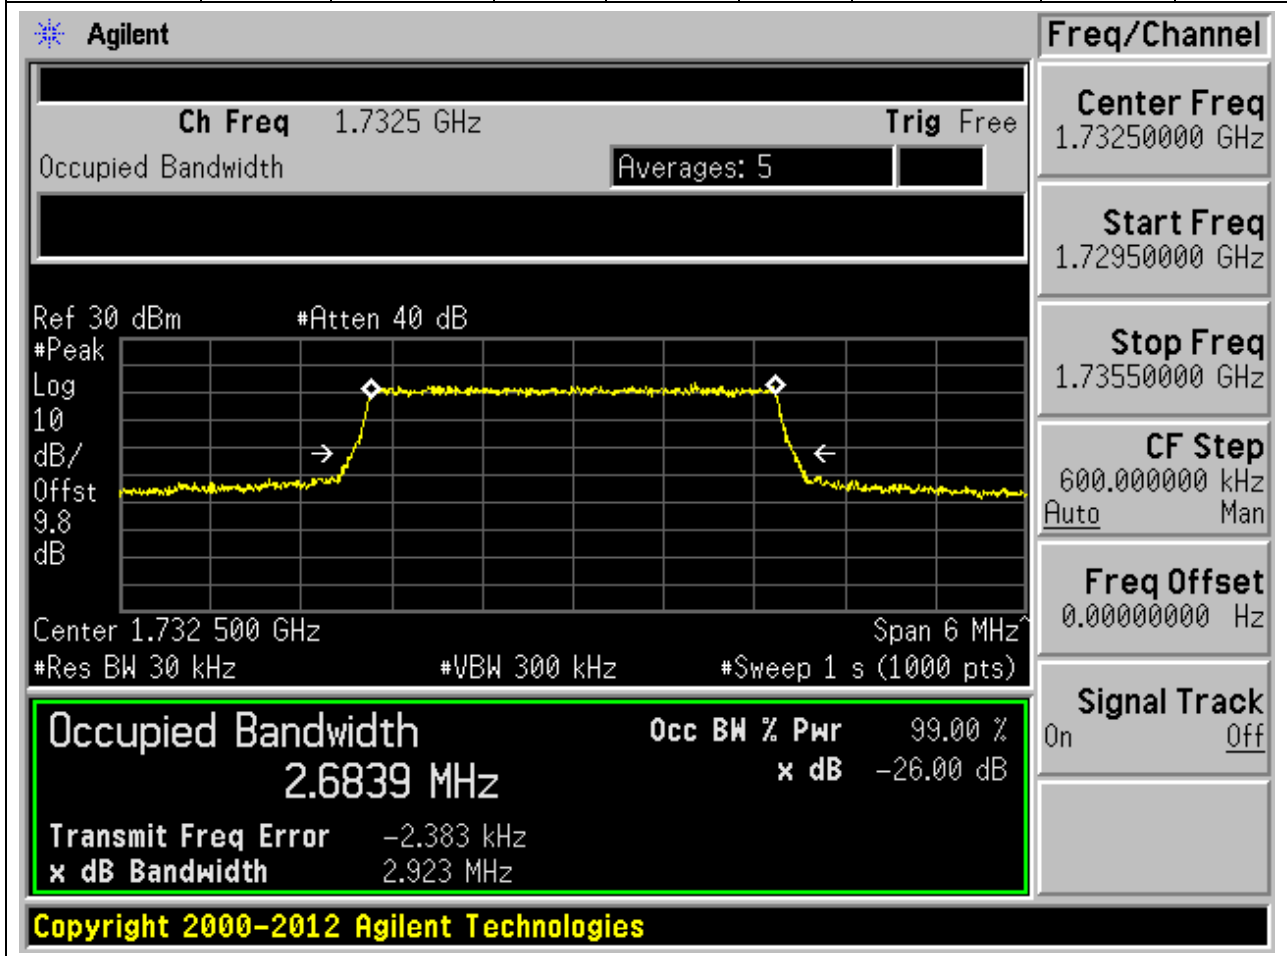 Agilent
Freq/Channel
Ch Freq 1.7325 GHz Trig Free
Occupied Bandwidth Averages: 5
Center Freq
1.73250000 GHz
Start Freq
1.72950000 GHz
Stop Freq
1.73550000 GHz
CF Step
600.000000 kHz
Auto Man
Freq Offset
0.00000000 Hz
Signal Track
On Off
Ref 30 dBm #Atten 40 dB
#Peak
Log
10
dB/
Offst
9.8
dB
Center 1.732 500 GHz Span 6 MHz^
#Res BW 30 kHz #VBW 300 kHz #Sweep 1 s (1000 pts)
Occupied Bandwidth
2.6839 MHz
Occ BW % Pwr 99.00 %
x dB -26.00 dB
Transmit Freq Error -2.383 kHz
x dB Bandwidth 2.923 MHz
Copyright 2000-2012 Agilent Technologies